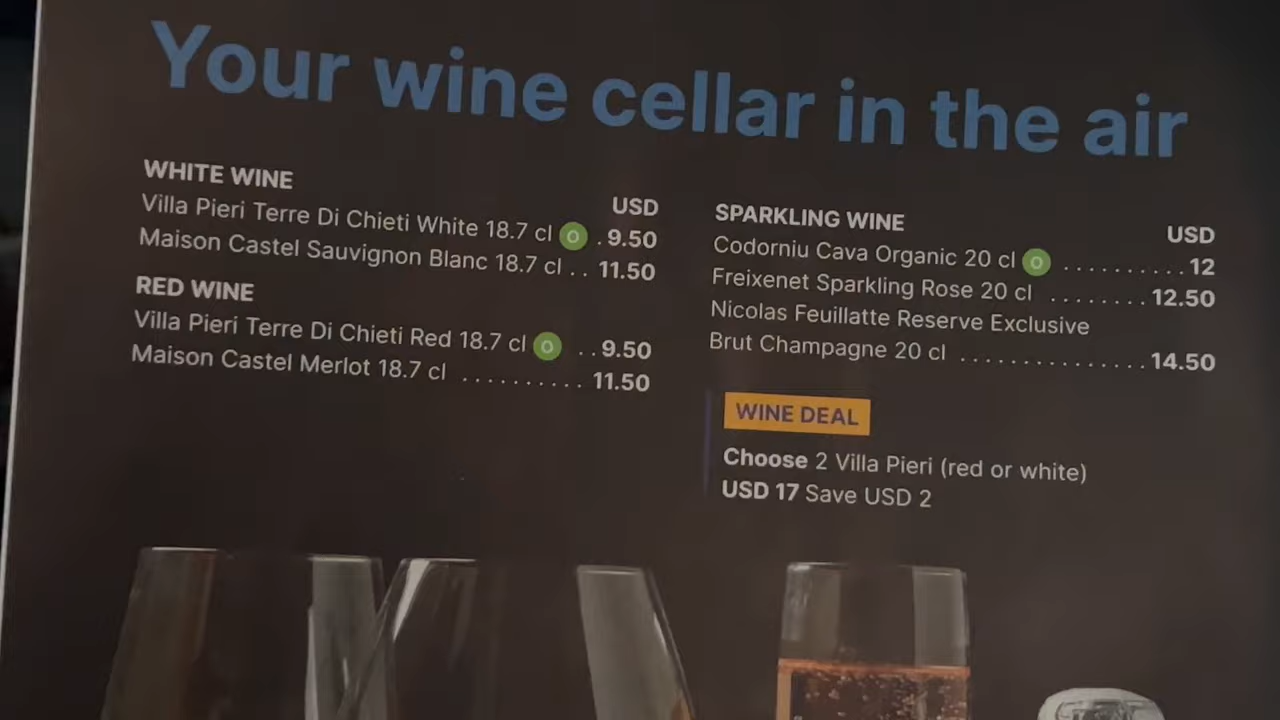 Your wine cellar in the air
WHITE WINE
USD
Villa Pieri Terre Di Chieti White 18.7 cl O . 9.50
Maison Castel Sauvignon Blanc 18.7 cl . . 11.50
RED WINE
Villa Pieri Terre Di Chieti Red 18.7 cl O . . 9.50
Maison Castel Merlot 18.7 cl . . . . . . . . . . 11.50
SPARKLING WINE USD
Codorniu Cava Organic 20 cl O . . . . . . . . . . 12
Freixenet Sparkling Rose 20 cl . . . . . . . . 12.50
Nicolas Feuillatte Reserve Exclusive
Brut Champagne 20 cl . . . . . . . . . . . . . . . 14.50
WINE DEAL
Choose 2 Villa Pieri (red or white)
USD 17 Save USD 2